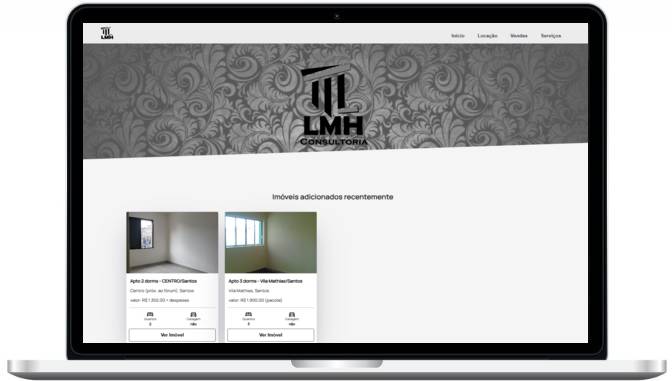 LMH
Início Locação Vendas Serviços
LMH
CONSULTORIA
Imóveis adicionados recentemente
Apto 2 dorms - CENTRO/Santos
Centro (próx. ao fórum), Santos
valor: R$ 1.300,00 + despesas
Quartos Garagem
2 não
Ver Imóvel
Apto 3 dorms - Vila Mathias/Santos
Vila Mathias, Santos
valor: R$ 1.900,00 (pacote)
Quartos Garagem
3 não
Ver Imóvel